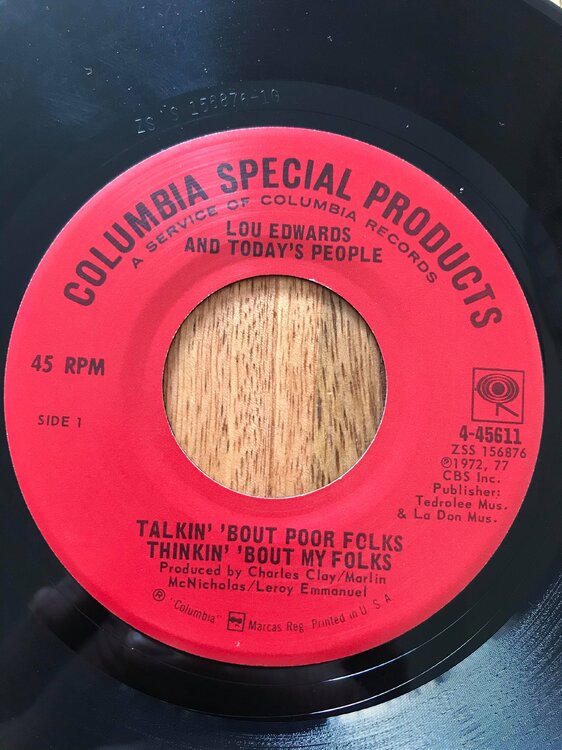 ZSS 156876-1G
COLUMBIA SPECIAL PRODUCTS
A SERVICE OF COLUMBIA RECORDS
LOU EDWARDS
AND TODAY'S PEOPLE
45 RPM
SIDE 1
4-45611
ZSS 156876
Ⓟ1972, 77
CBS Inc.
Publisher:
Tedrolee Mus.
& La Don Mus.
TALKIN' 'BOUT POOR FOLKS
THINKIN' 'BOUT MY FOLKS
Produced by Charles Clay/Marlin
McNicholas/Leroy Emmanuel
® "Columbia" Marcas Reg. Printed in U S A